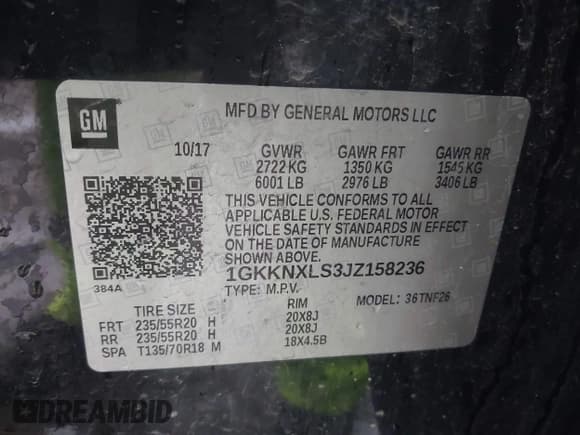 GM
MFD BY GENERAL MOTORS LLC
10/17 GVWR GAWR FRT GAWR RR
2722 KG 1350 KG 1545 KG
6001 LB 2976 LB 3406 LB
THIS VEHICLE CONFORMS TO ALL
APPLICABLE U.S. FEDERAL MOTOR
VEHICLE SAFETY STANDARDS IN EFFECT
ON THE DATE OF MANUFACTURE
SHOWN ABOVE.
384A
1GKKNXLS3JZ158236
TYPE: M.P.V.
MODEL: 36TNF26
TIRE SIZE RIM
FRT 235/55R20 H 20X8J
RR 235/55R20 H 20X8J
SPA T135/70R18 M 18X4.5B
DREAMBID